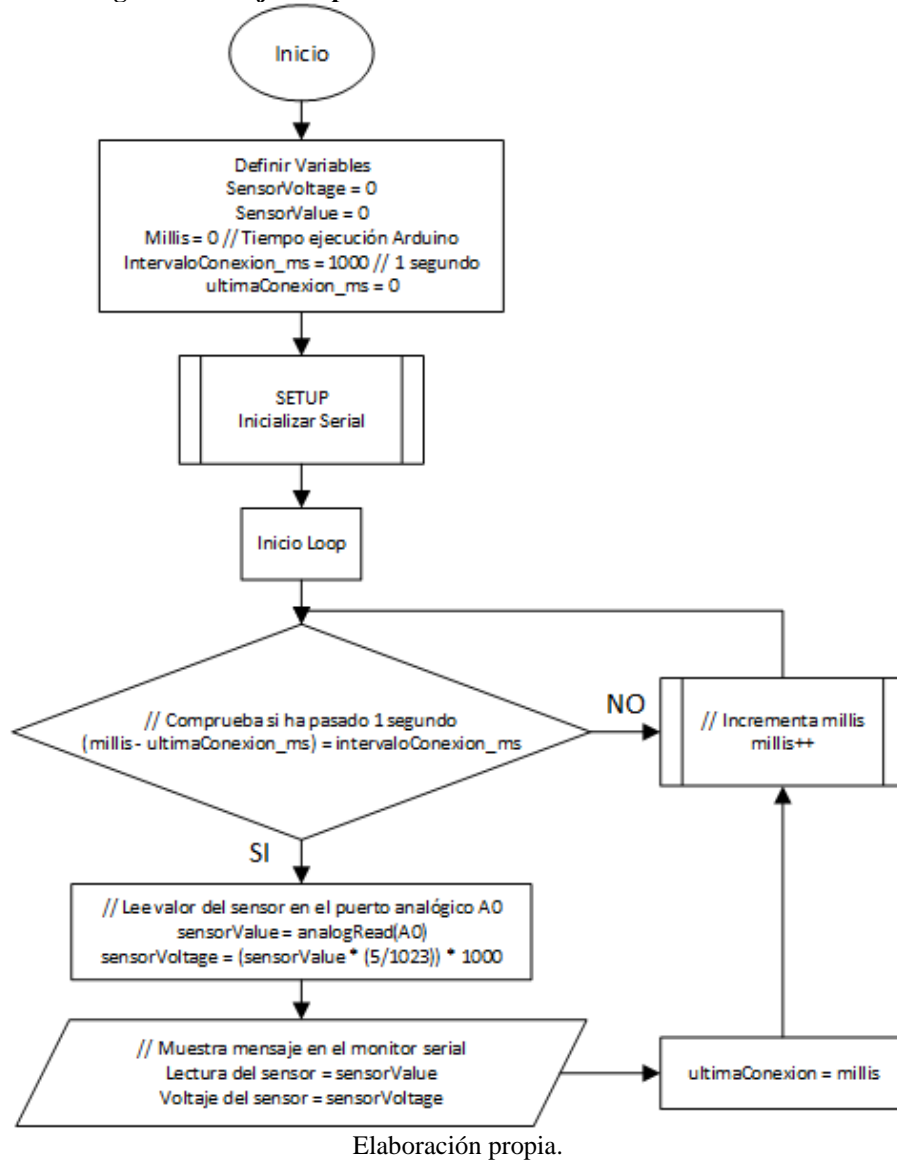 Inicio
Definir Variables
SensorVoltage = 0
SensorValue = 0
Millis = 0 // Tiempo ejecución Arduino
IntervaloConexion_ms = 1000 // 1 segundo
ultimaConexion_ms = 0
SETUP
Inicializar Serial
Inicio Loop
// Comprueba si ha pasado 1 segundo
(millis - ultimaConexion_ms) = intervaloConexion_ms
NO
// Incrementa millis
millis++
SI
// Lee valor del sensor en el puerto analógico A0
sensorValue = analogRead(A0)
sensorVoltage = (sensorValue * (5/1023)) * 1000
// Muestra mensaje en el monitor serial
Lectura del sensor = sensorValue
Voltaje del sensor = sensorVoltage
ultimaConexion = millis
Elaboración propia.